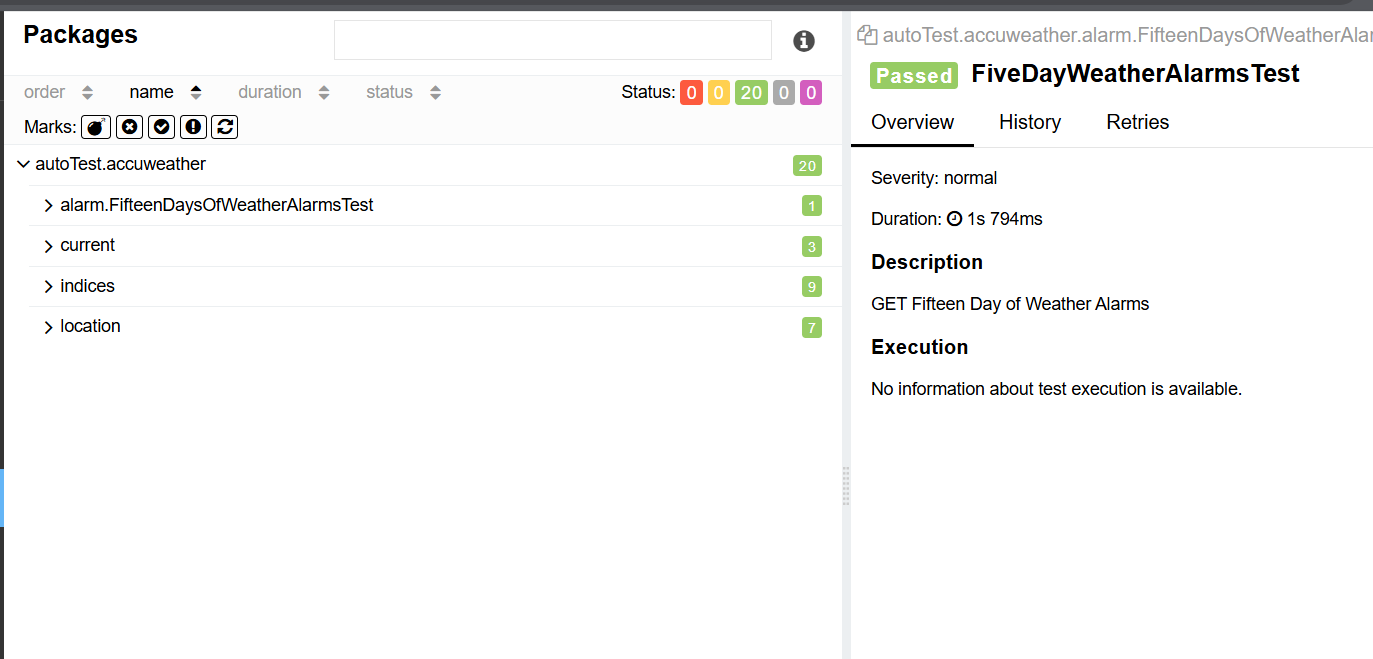 Packages
order name duration status Status: 0 0 20 0 0
Marks:
autoTest.accuweather 20
alarm.FifteenDaysOfWeatherAlarmsTest 1
current 3
indices 9
location 7
autoTest.accuweather.alarm.FifteenDaysOfWeatherAlar
Passed FiveDayWeatherAlarmsTest
Overview History Retries
Severity: normal
Duration: 1s 794ms
Description
GET Fifteen Day of Weather Alarms
Execution
No information about test execution is available.